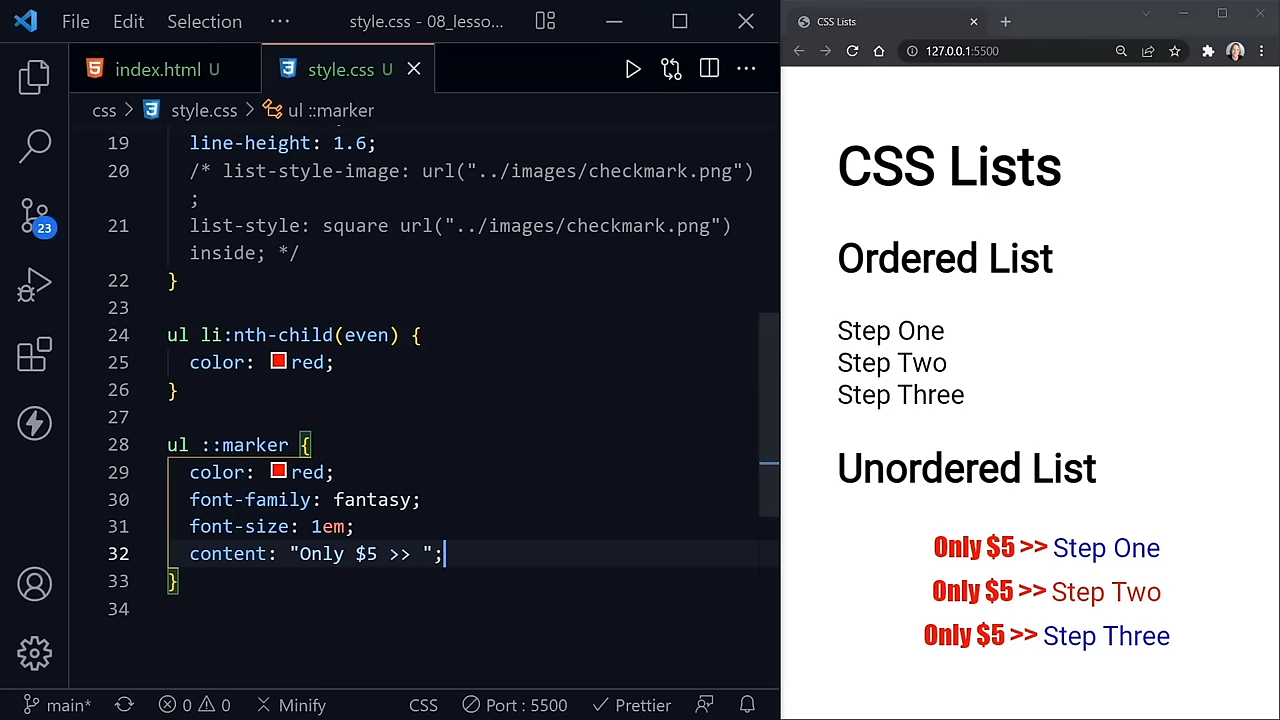 File Edit Selection ··· style.css - 08_lesso...
index.html U style.css U
css > style.css > ul ::marker
19 line-height: 1.6;
20 /* list-style-image: url("../images/checkmark.png")
;
21 list-style: square url("../images/checkmark.png")
inside; */
22 }
23
24 ul li:nth-child(even) {
25 color: red;
26 }
27
28 ul ::marker {
29 color: red;
30 font-family: fantasy;
31 font-size: 1em;
32 content: "Only $5 >> ";
33 }
34
23
main* 0 0 Minify CSS Port : 5500 Prettier
CSS Lists
127.0.0.1:5500
CSS Lists
Ordered List
Step One
Step Two
Step Three
Unordered List
Only $5 >> Step One
Only $5 >> Step Two
Only $5 >> Step Three